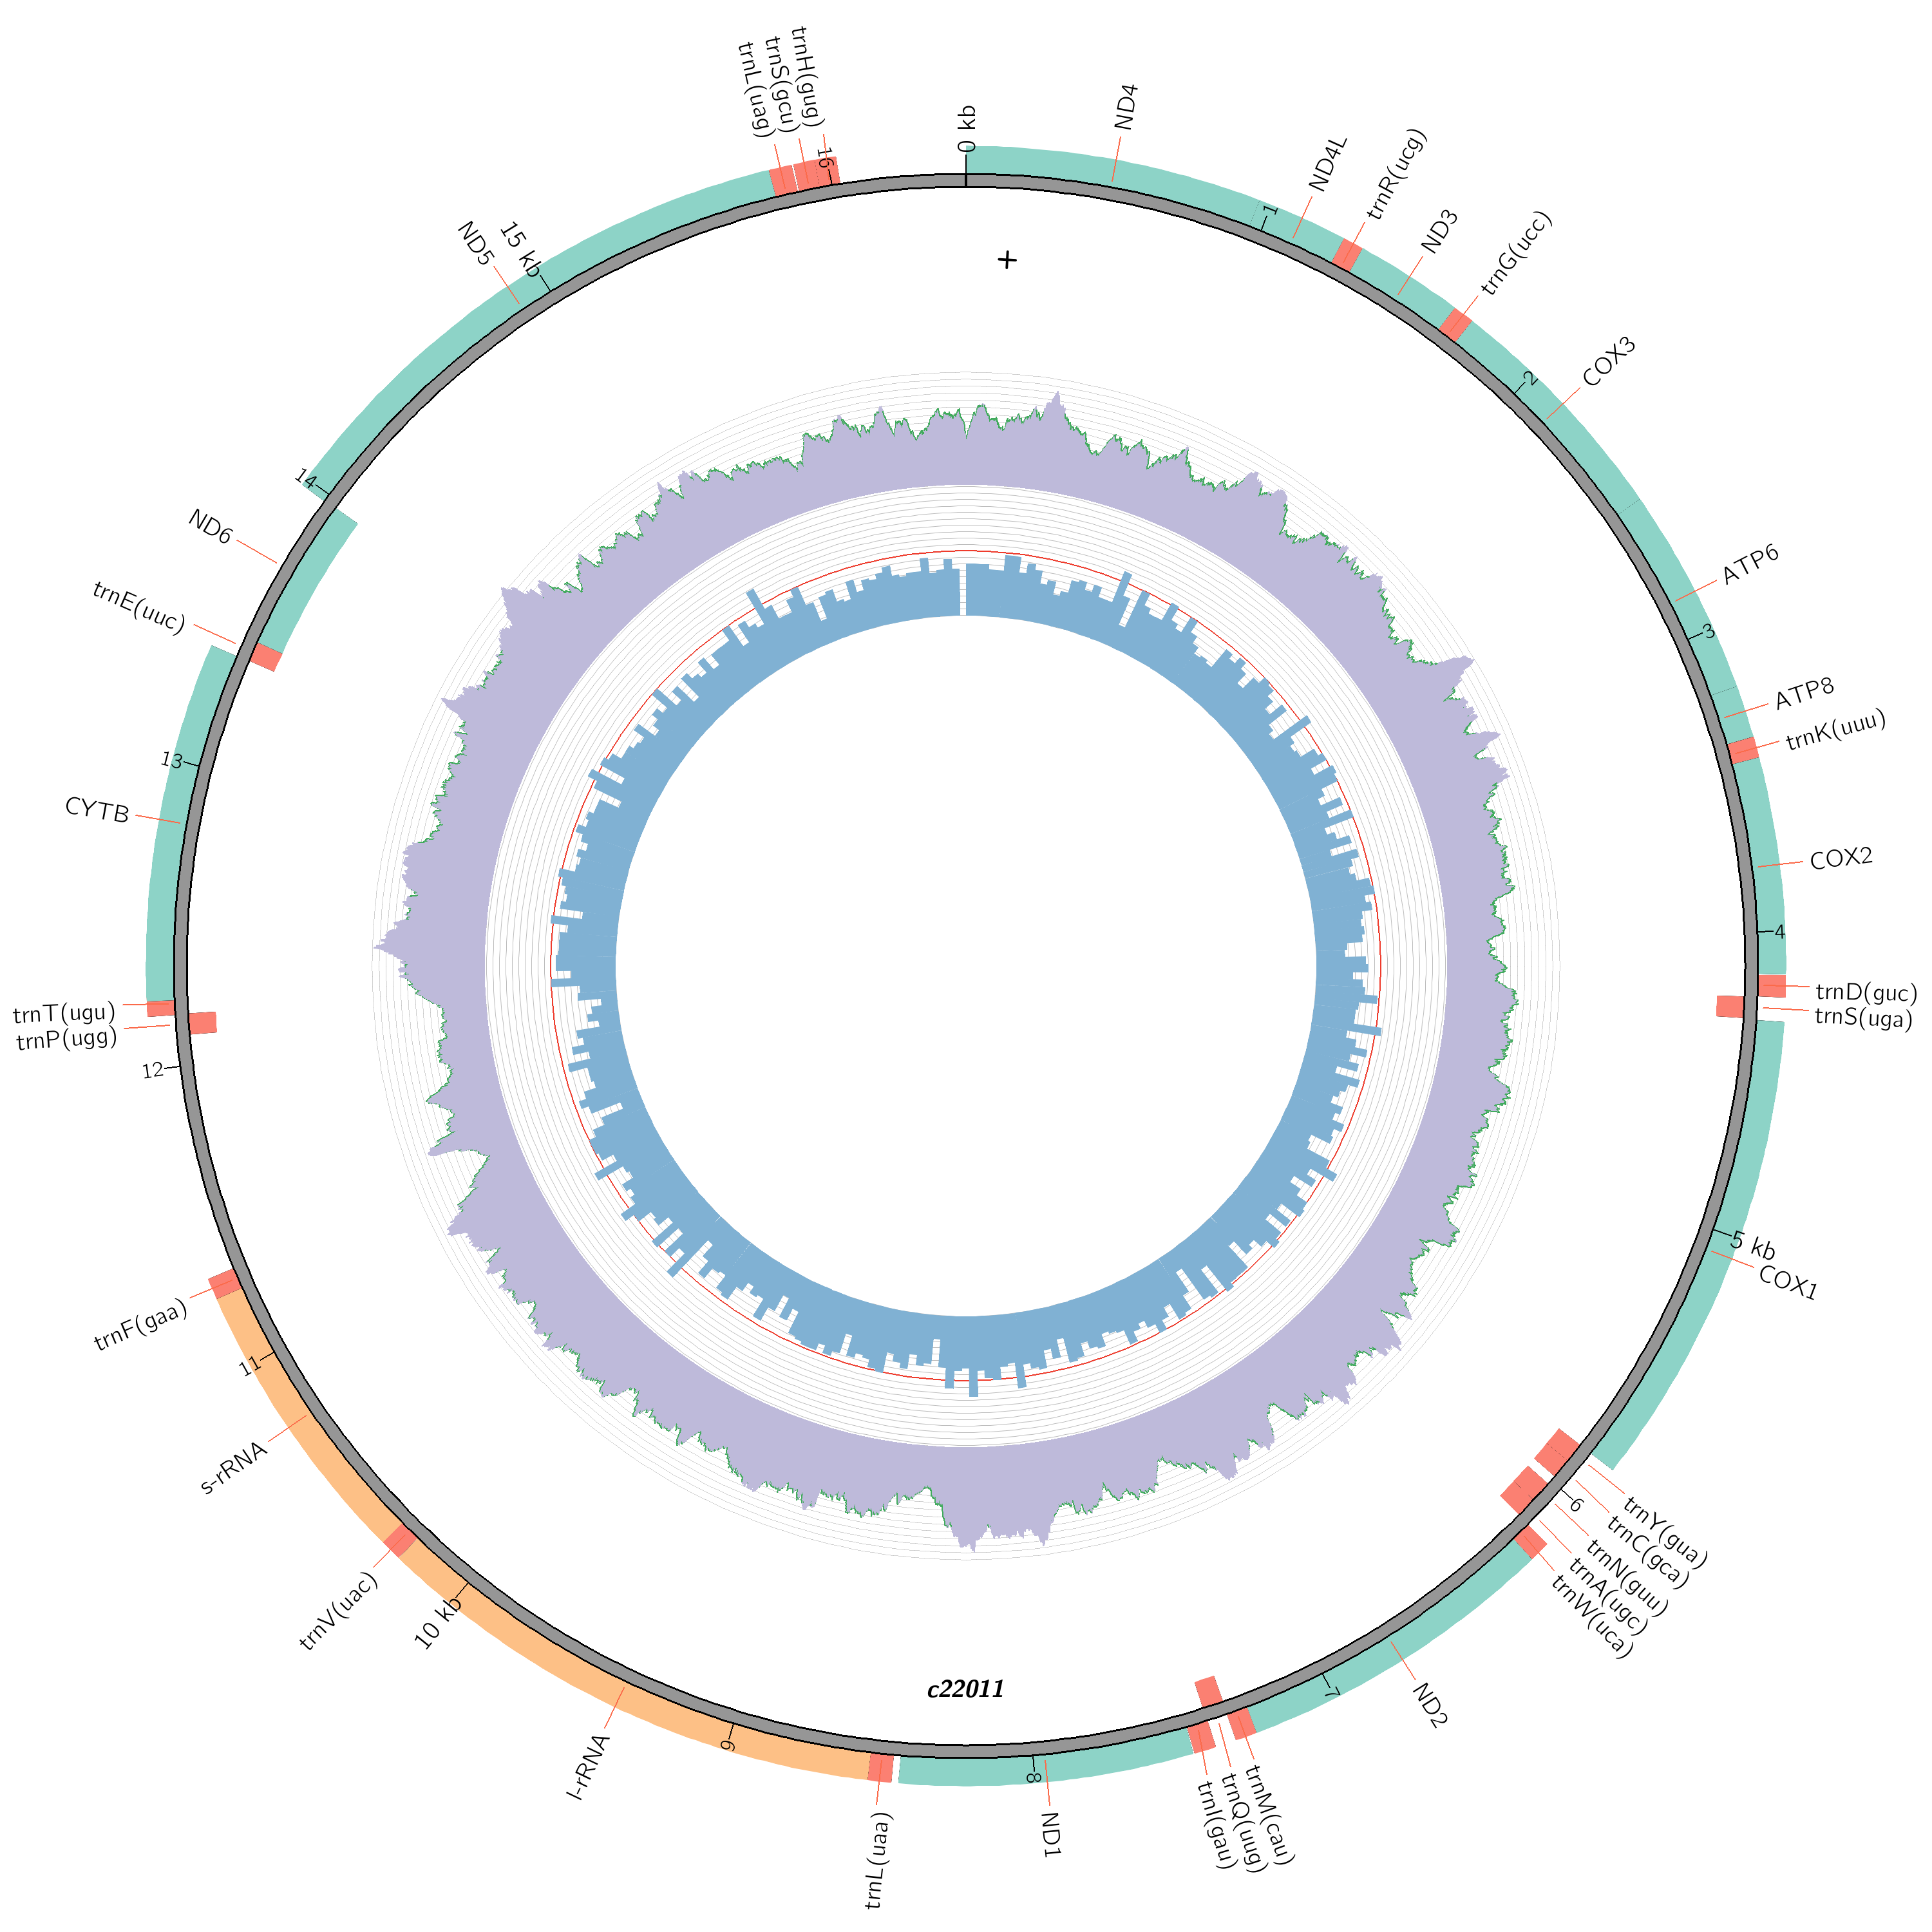 0 kb
ND4
1
ND4L
trnR(ucg)
ND3
trnG(ucc)
2
COX3
ATP6
3
ATP8
trnK(uuu)
COX2
4
trnD(guc)
trnS(uga)
5 kb
COX1
6
trnY(gua)
trnC(gca)
trnN(guu)
trnA(ugc)
trnW(uca)
7
ND2
trnM(cau)
trnQ(uug)
trnI(gau)
8
ND1
trnL(uaa)
9
l-rRNA
10 kb
trnV(uac)
s-rRNA
11
trnF(gaa)
12
trnP(ugg)
trnT(ugu)
CYTB
13
trnE(uuc)
ND6
14
ND5
15 kb
trnL(uag)
trnS(gcu)
trnH(gug)
16
+
c22011